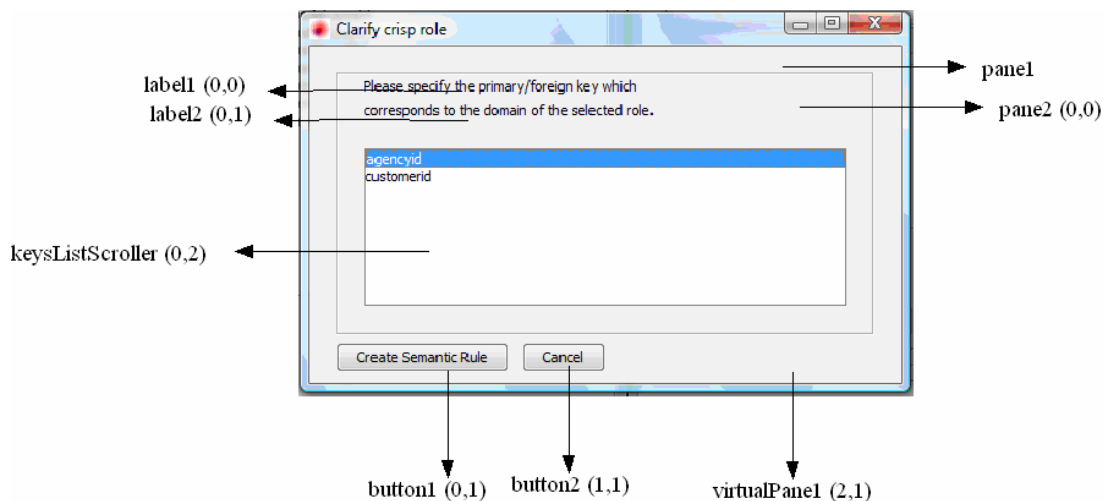 Clarify crisp role
pane1
label1 (0,0)
Please specify the primary/foreign key which
label2 (0,1)
corresponds to the domain of the selected role.
pane2 (0,0)
agencyid
customerid
keysListScroller (0,2)
Create Semantic Rule
Cancel
button1 (0,1)
button2 (1,1)
virtualPane1 (2,1)